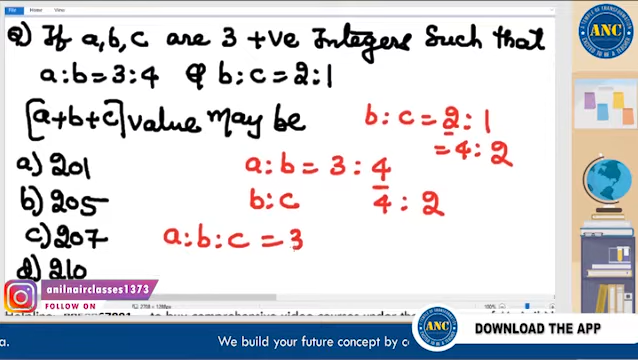 Q) If a,b,c are 3 +ve Integers Such that
a:b=3:4 & b:c=2:1
[a+b+c] value may be
b:c=2:1
=4:2
a) 201
a:b=3:4
b) 205
b:c 4:2
c) 207
a:b:c=3
d) 210
anilnairclasses1373
FOLLOW ON
ANC
ANC
DOWNLOAD THE APP
a.
We build your future concept by c